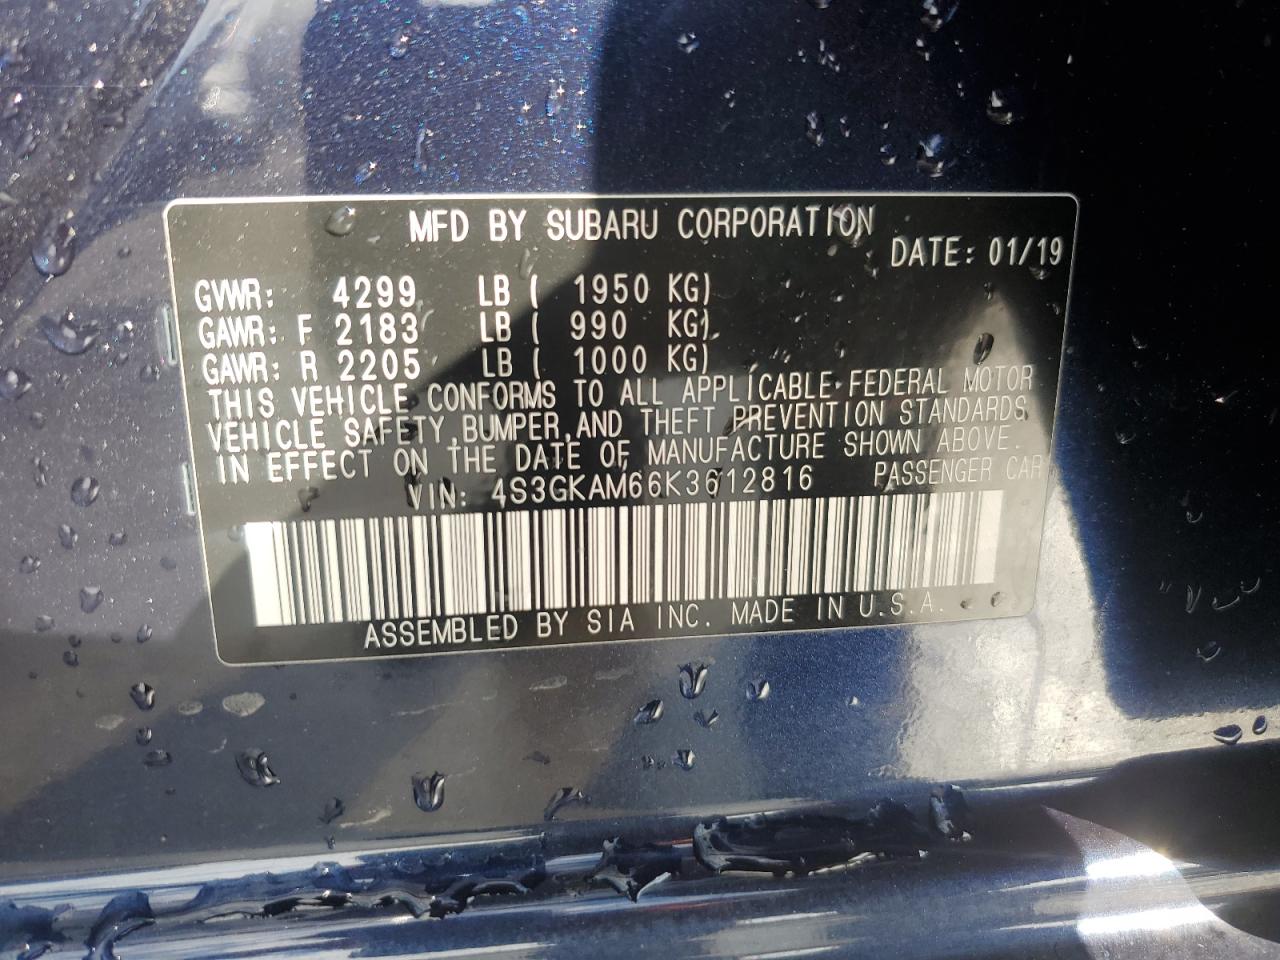 MFD BY SUBARU CORPORATION
DATE: 01/19
GVWR: 4299 LB ( 1950 KG)
GAWR: F 2183 LB ( 990 KG)
GAWR: R 2205 LB ( 1000 KG)
THIS VEHICLE CONFORMS TO ALL APPLICABLE FEDERAL MOTOR
VEHICLE SAFETY, BUMPER, AND THEFT PREVENTION STANDARDS
IN EFFECT ON THE DATE OF MANUFACTURE SHOWN ABOVE.
VIN: 4S3GKAM66K3612816 PASSENGER CAR
ASSEMBLED BY SIA INC. MADE IN U.S.A.